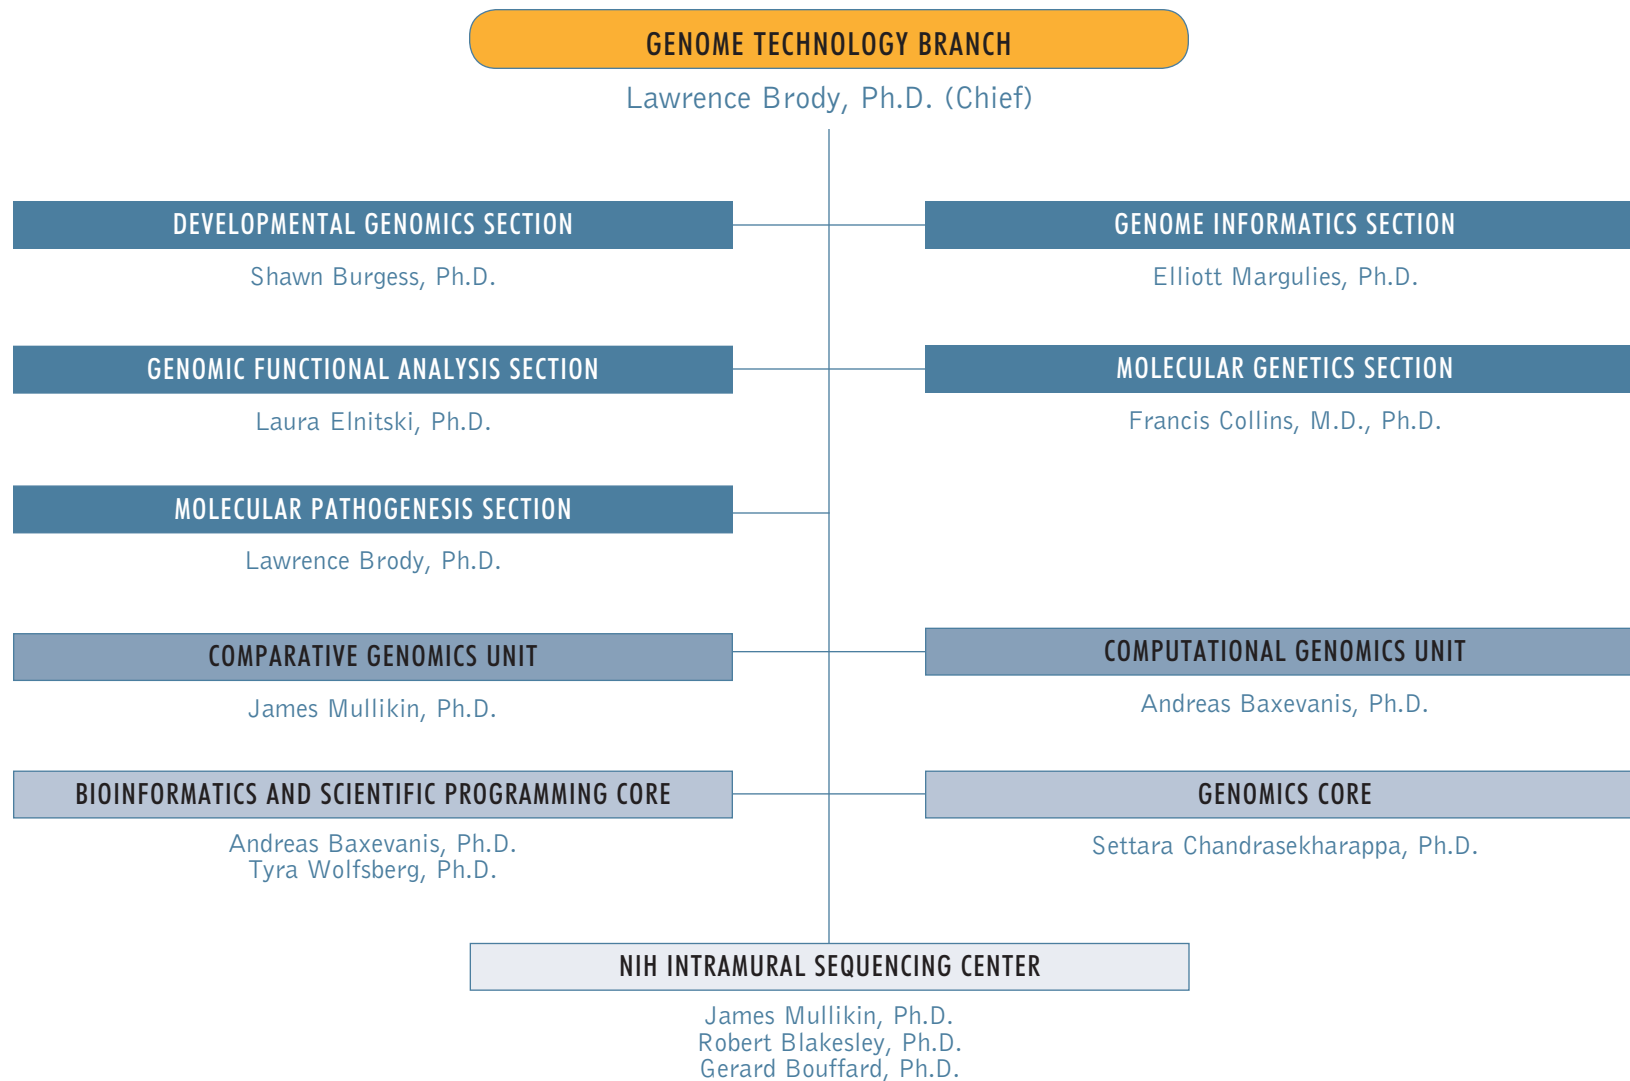 GENOME TECHNOLOGY BRANCH
Lawrence Brody, Ph.D. (Chief)
DEVELOPMENTAL GENOMICS SECTION
Shawn Burgess, Ph.D.
GENOME INFORMATICS SECTION
Elliott Margulies, Ph.D.
GENOMIC FUNCTIONAL ANALYSIS SECTION
Laura Elnitski, Ph.D.
MOLECULAR GENETICS SECTION
Francis Collins, M.D., Ph.D.
MOLECULAR PATHOGENESIS SECTION
Lawrence Brody, Ph.D.
COMPARATIVE GENOMICS UNIT
James Mullikin, Ph.D.
COMPUTATIONAL GENOMICS UNIT
Andreas Baxevanis, Ph.D.
BIOINFORMATICS AND SCIENTIFIC PROGRAMMING CORE
Andreas Baxevanis, Ph.D.
Tyra Wolfsberg, Ph.D.
GENOMICS CORE
Settara Chandrasekharappa, Ph.D.
NIH INTRAMURAL SEQUENCING CENTER
James Mullikin, Ph.D.
Robert Blakesley, Ph.D.
Gerard Bouffard, Ph.D.